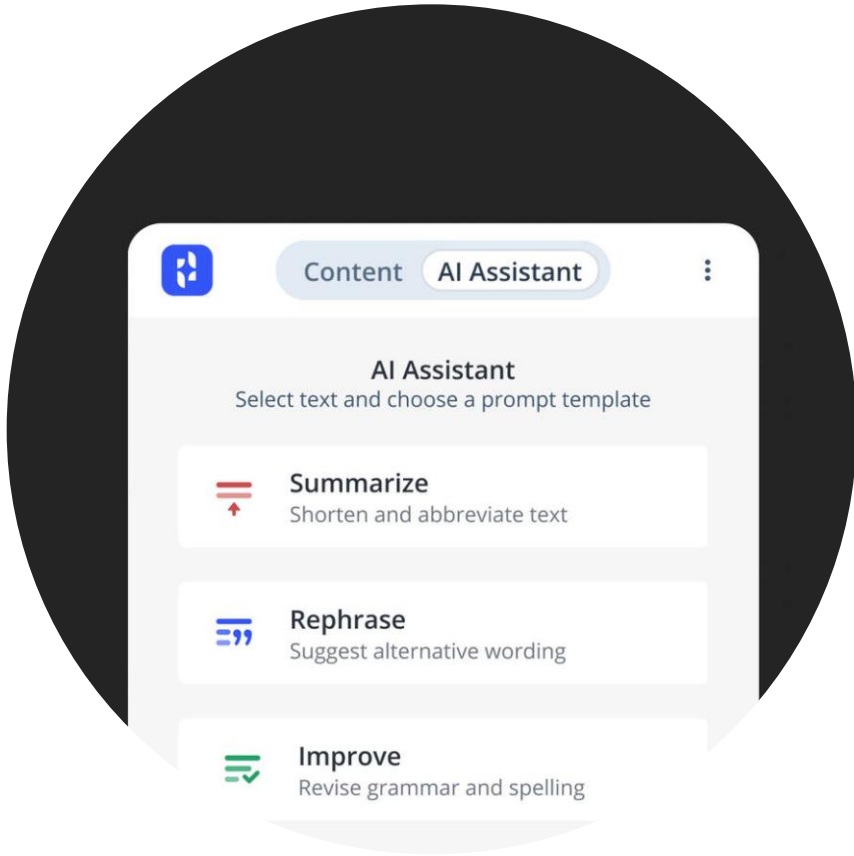 Content
AI Assistant
AI Assistant
Select text and choose a prompt template
Summarize
Shorten and abbreviate text
Rephrase
Suggest alternative wording
Improve
Revise grammar and spelling